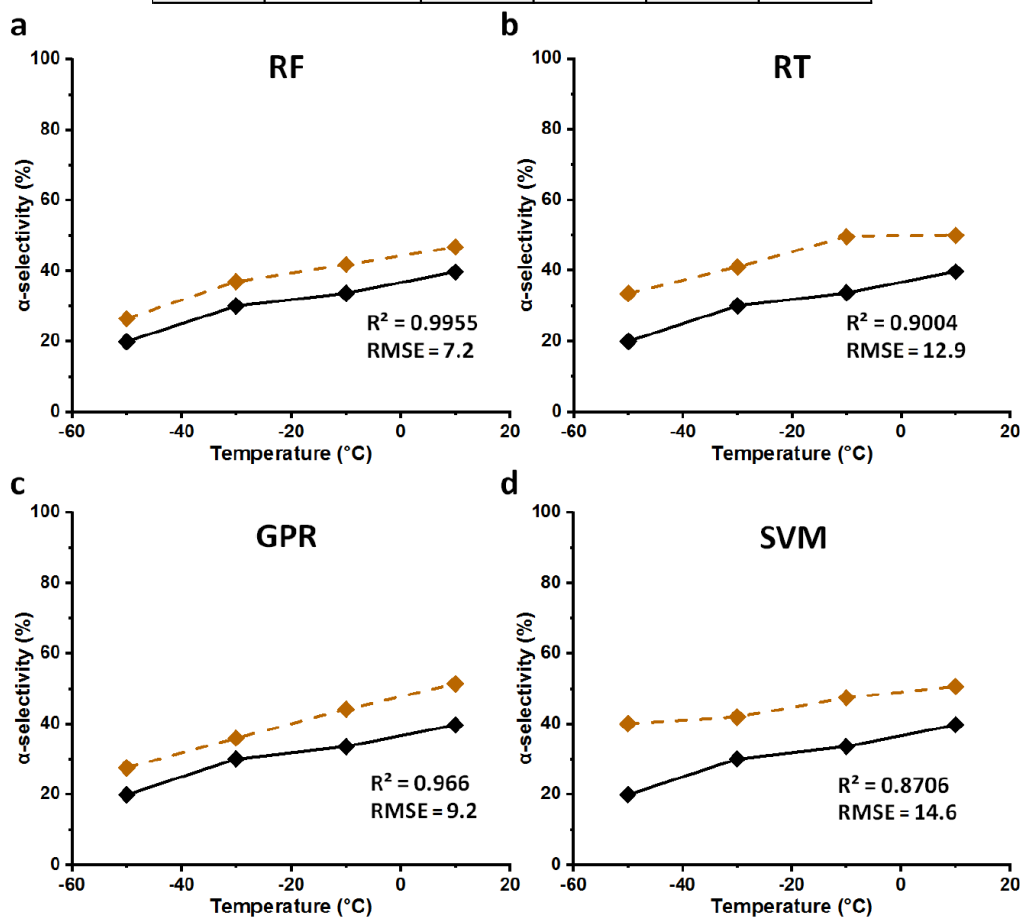 a
RF
100
80
60
40
20
0
α-selectivity (%)
R² = 0.9955
RMSE = 7.2
-60 -40 -20 0 20
Temperature (°C)
b
RT
100
80
60
40
20
0
α-selectivity (%)
R² = 0.9004
RMSE = 12.9
-60 -40 -20 0 20
Temperature (°C)
c
GPR
100
80
60
40
20
0
α-selectivity (%)
R² = 0.966
RMSE = 9.2
-60 -40 -20 0 20
Temperature (°C)
d
SVM
100
80
60
40
20
0
α-selectivity (%)
R² = 0.8706
RMSE = 14.6
-60 -40 -20 0 20
Temperature (°C)